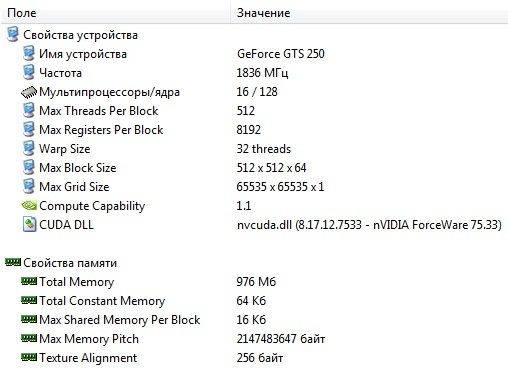 Поле Значение
Свойства устройства
Имя устройства GeForce GTS 250
Частота 1836 МГц
Мультипроцессоры/ядра 16 / 128
Max Threads Per Block 512
Max Registers Per Block 8192
Warp Size 32 threads
Max Block Size 512 x 512 x 64
Max Grid Size 65535 x 65535 x 1
Compute Capability 1.1
CUDA DLL nvcuda.dll (8.17.12.7533 - nVIDIA ForceWare 75.33)
Свойства памяти
Total Memory 976 Мб
Total Constant Memory 64 Кб
Max Shared Memory Per Block 16 Кб
Max Memory Pitch 2147483647 байт
Texture Alignment 256 байт